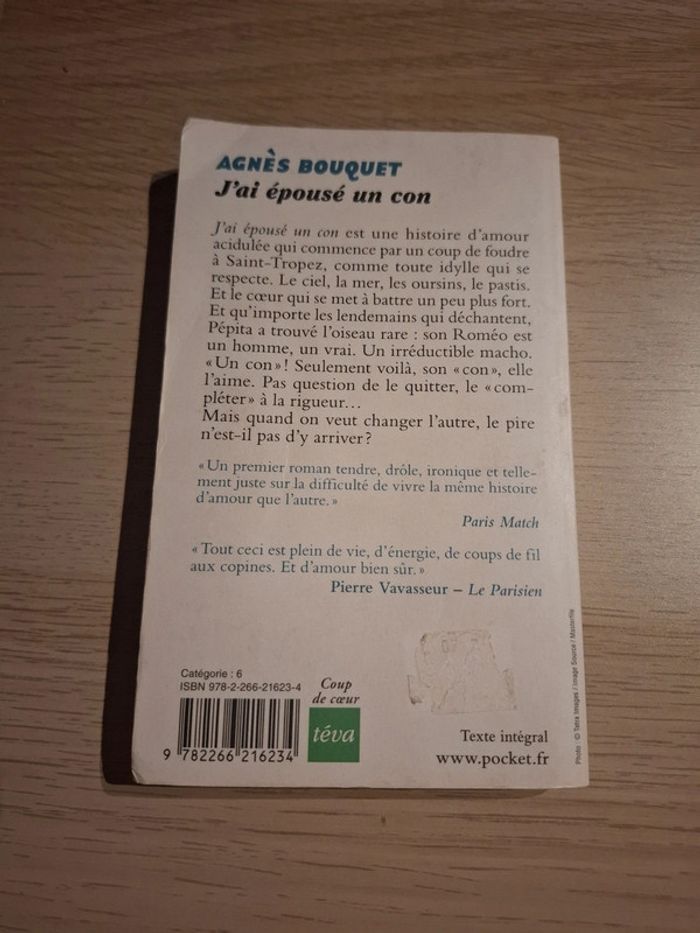 AGNÈS BOUQUET
J'ai épousé un con
J'ai épousé un con est une histoire d'amour
acidulée qui commence par un coup de foudre
à Saint-Tropez, comme toute idylle qui se
respecte. Le ciel, la mer, les oursins, le pastis.
Et le cœur qui se met à battre un peu plus fort.
Et qu'importe les lendemains qui déchantent,
Pépita a trouvé l'oiseau rare : son Roméo est
un homme, un vrai. Un irréductible macho.
« Un con » ! Seulement voilà, son « con », elle
l'aime. Pas question de le quitter, le « com-
pléter » à la rigueur…
Mais quand on veut changer l'autre, le pire
n'est-il pas d'y arriver ?
« Un premier roman tendre, drôle, ironique et telle-
ment juste sur la difficulté de vivre la même histoire
d'amour que l'autre. »
Paris Match
« Tout ceci est plein de vie, d'énergie, de coups de fil
aux copines. Et d'amour bien sûr. »
Pierre Vavasseur – Le Parisien
Catégorie : 6
ISBN 978-2-266-21623-4
9 782266 216234
Coup
de cœur
téva
Texte intégral
www.pocket.fr
Photo : © Tetra Images / Image Source / Masterfile